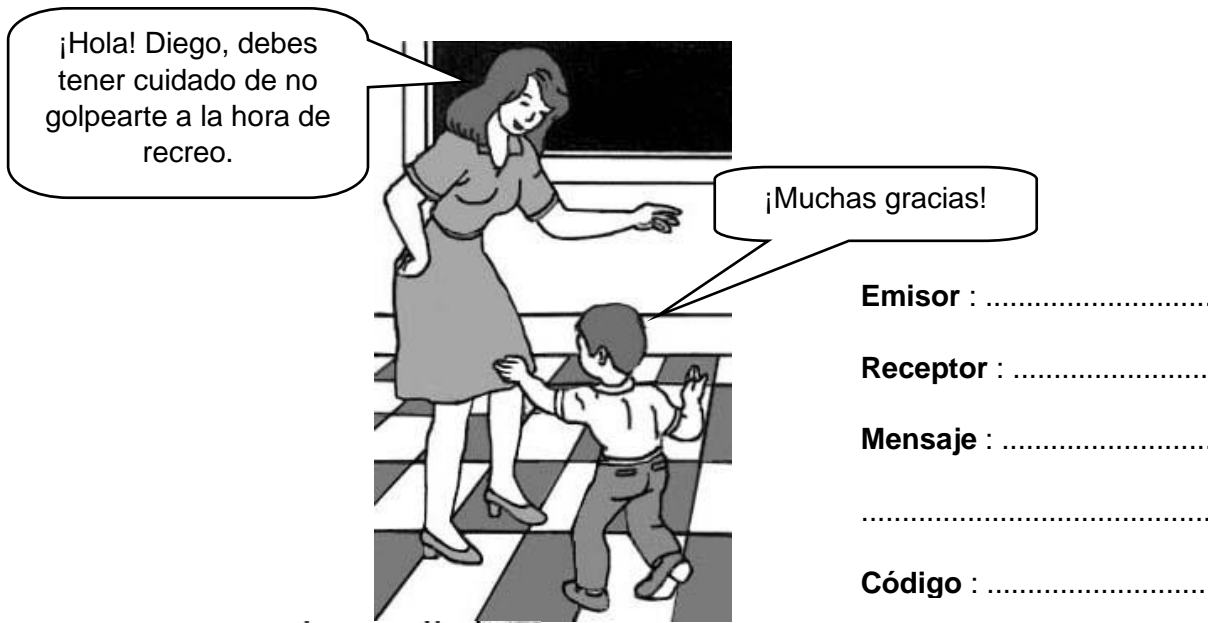 ¡Hola! Diego, debes
tener cuidado de no
golpearte a la hora de
recreo.
¡Muchas gracias!
Emisor : ............................
Receptor : ........................
Mensaje : .........................
...........................................
Código : ...........................